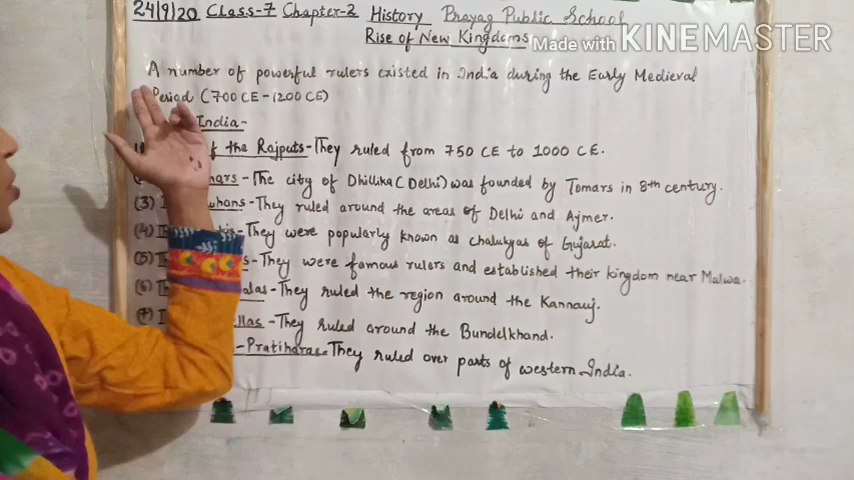 24/9/20 Class-7 Chapter-2 History Prayag Public School
Rise of New Kingdoms
Made with KINEMASTER
A number of powerful rulers existed in India during the Early Medieval
Period (700 CE-1200 CE)
India-
of the Rajputs- They ruled from 750 CE to 1000 CE.
The city of Dhillika (Delhi) was founded by Tomars in 8th century.
(3) They ruled around the areas of Delhi and Ajmer.
(4) They were popularly known as chalukyas of Gujarat.
(5) They were famous rulers and established their kingdom near Malwa.
(6) They ruled the region around the Kannauj.
(7) They ruled around the Bundelkhand.
-Pratiharas- They ruled over parts of western India.